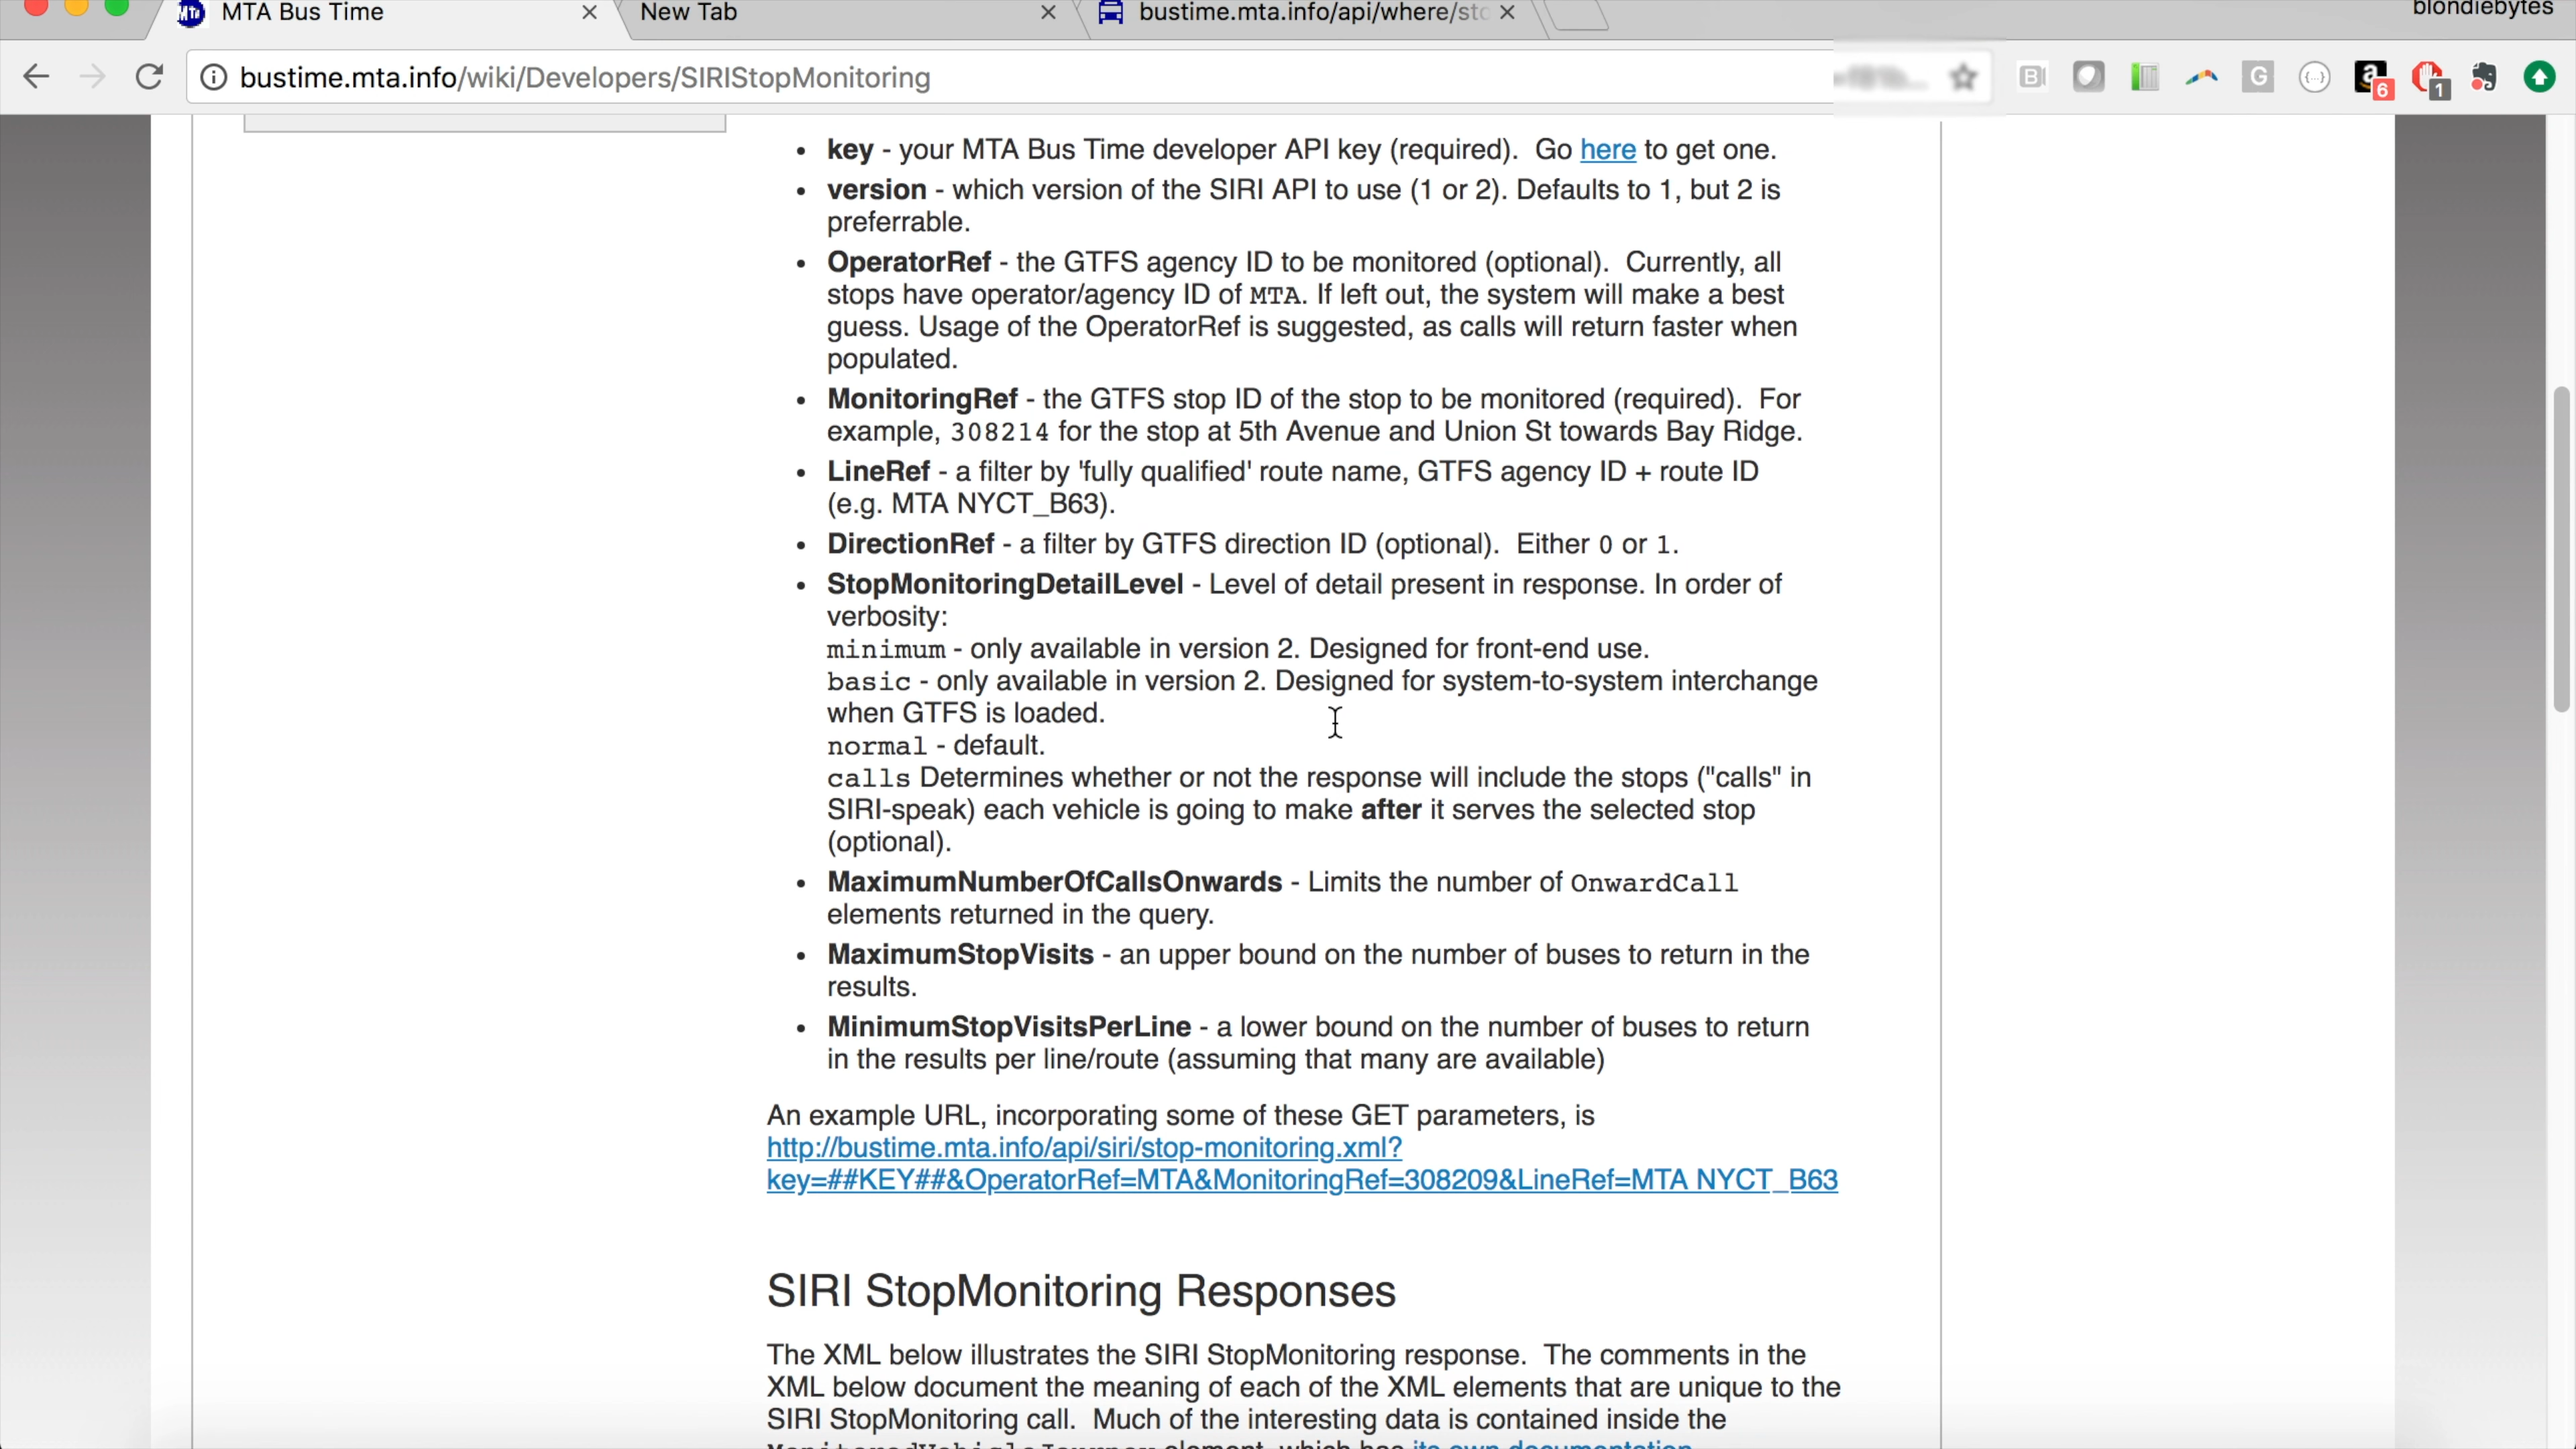 MTA Bus Time
New Tab
bustime.mta.info/api/where/sto
blondiebytes
bustime.mta.info/wiki/Developers/SIRIStopMonitoring
6
1
key - your MTA Bus Time developer API key (required).  Go here to get one.
version - which version of the SIRI API to use (1 or 2). Defaults to 1, but 2 is
preferrable.
OperatorRef - the GTFS agency ID to be monitored (optional).  Currently, all
stops have operator/agency ID of MTA. If left out, the system will make a best
guess. Usage of the OperatorRef is suggested, as calls will return faster when
populated.
MonitoringRef - the GTFS stop ID of the stop to be monitored (required).  For
example, 308214 for the stop at 5th Avenue and Union St towards Bay Ridge.
LineRef - a filter by 'fully qualified' route name, GTFS agency ID + route ID
(e.g. MTA NYCT_B63).
DirectionRef - a filter by GTFS direction ID (optional).  Either 0 or 1.
StopMonitoringDetailLevel - Level of detail present in response. In order of
verbosity:
minimum - only available in version 2. Designed for front-end use.
basic - only available in version 2. Designed for system-to-system interchange
when GTFS is loaded.
normal - default.
calls Determines whether or not the response will include the stops ("calls" in
SIRI-speak) each vehicle is going to make after it serves the selected stop
(optional).
MaximumNumberOfCallsOnwards - Limits the number of OnwardCall
elements returned in the query.
MaximumStopVisits - an upper bound on the number of buses to return in the
results.
MinimumStopVisitsPerLine - a lower bound on the number of buses to return
in the results per line/route (assuming that many are available)
An example URL, incorporating some of these GET parameters, is
http://bustime.mta.info/api/siri/stop-monitoring.xml?
key=##KEY##&OperatorRef=MTA&MonitoringRef=308209&LineRef=MTA NYCT_B63
SIRI StopMonitoring Responses
The XML below illustrates the SIRI StopMonitoring response.  The comments in the
XML below document the meaning of each of the XML elements that are unique to the
SIRI StopMonitoring call.  Much of the interesting data is contained inside the
MonitoredVehicleJourney element, which has its own documentation